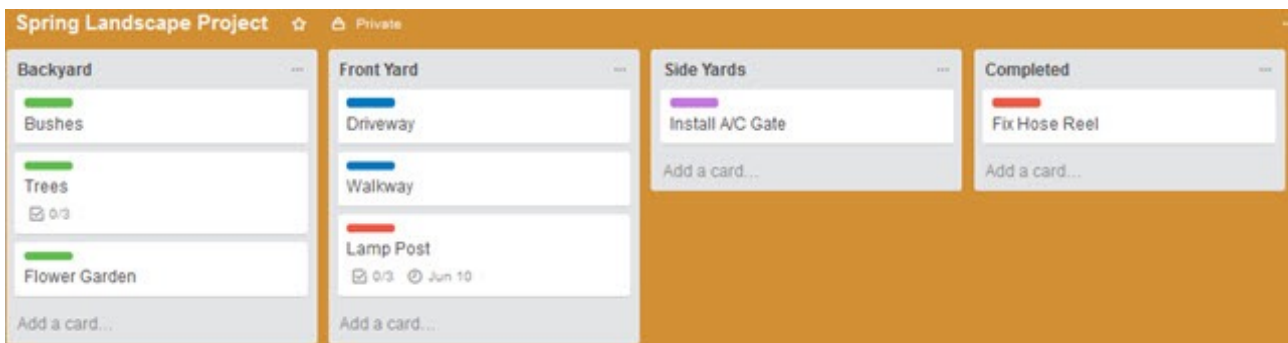 Spring Landscape Project Private
Backyard
Bushes
Trees
0/3
Flower Garden
Add a card...
Front Yard
Driveway
Walkway
Lamp Post
0/3 Jun 10
Add a card...
Side Yards
Install A/C Gate
Add a card...
Completed
Fix Hose Reel
Add a card...